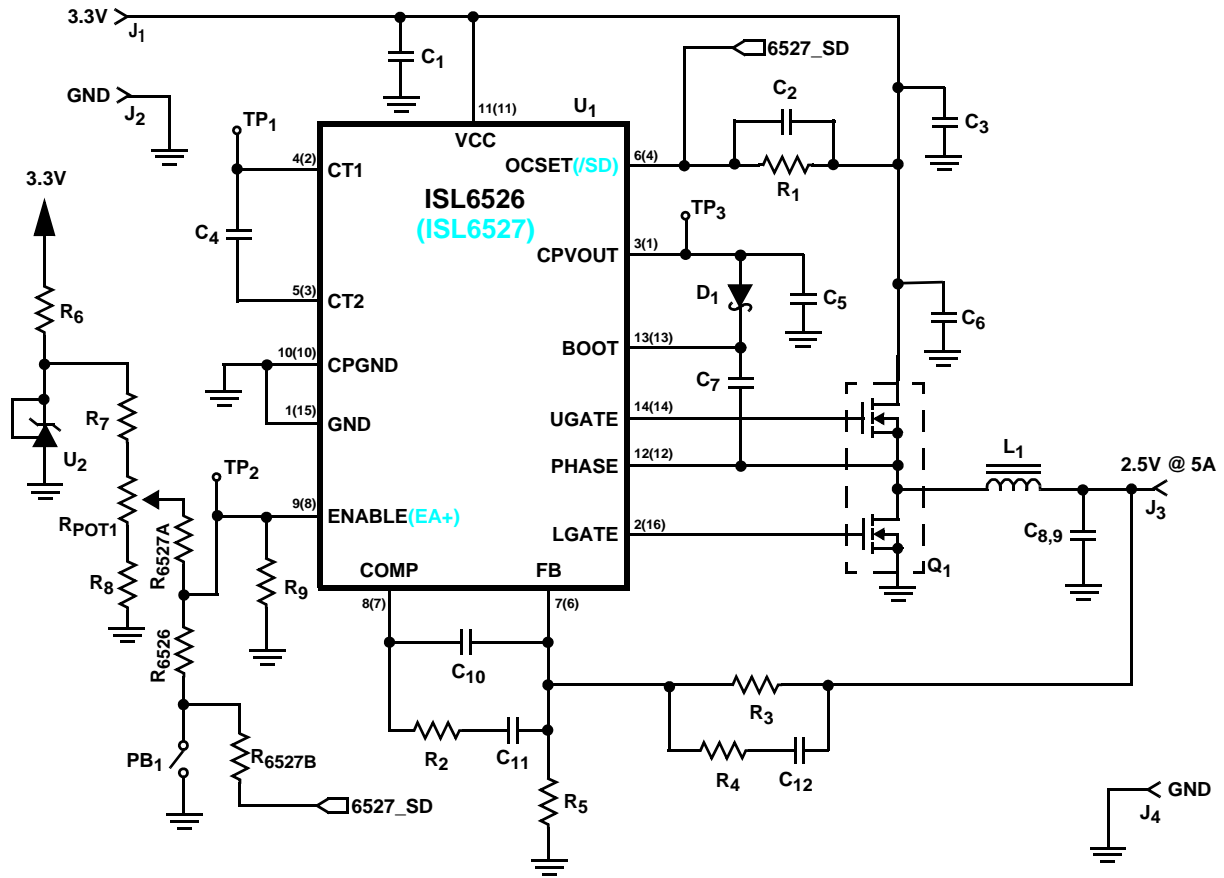 3.3V
J1
C1
6527_SD
GND
J2
TP1
11(11)
U1
C2
C3
VCC
4(2)
CT1
OCSET(/SD)
6(4)
R1
3.3V
ISL6526
(ISL6527)
TP3
C4
CPVOUT
3(1)
D1
C5
5(3)
CT2
R6
C6
BOOT
13(13)
10(10)
CPGND
C7
R7
1(15)
GND
UGATE
14(14)
U2
L1
TP2
PHASE
12(12)
2.5V @ 5A
J3
RPOT1
R6527A
9(8)
ENABLE(EA+)
LGATE
2(16)
C8,9
R8
R9
COMP
FB
Q1
8(7)
7(6)
R6526
C10
R3
PB1
R6527B
R2
C11
R4
C12
6527_SD
R5
GND
J4